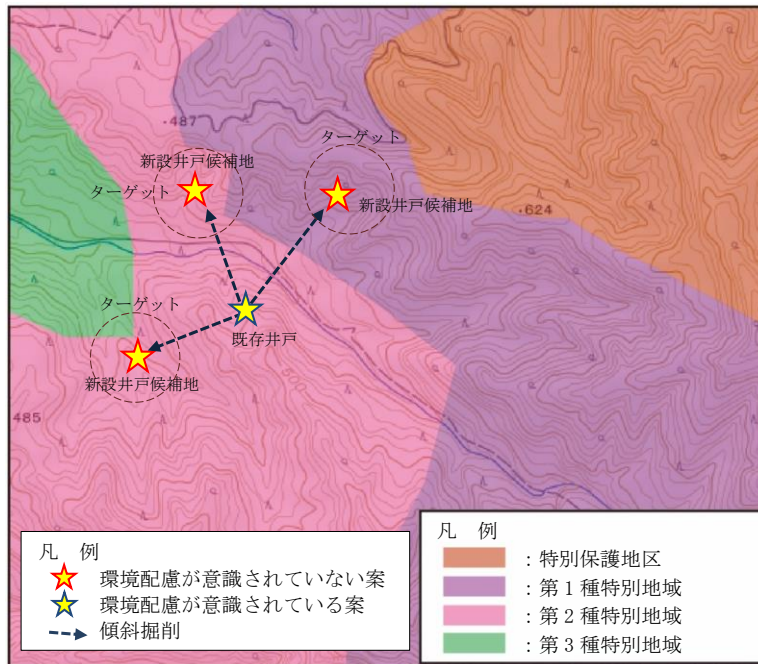 ・487
ターゲット
新設井戸候補地
ターゲット
新設井戸候補地
・624
ターゲット
既存井戸
新設井戸候補地
500
485
凡 例
環境配慮が意識されていない案
環境配慮が意識されている案
傾斜掘削
凡 例
：特別保護地区
：第１種特別地域
：第２種特別地域
：第３種特別地域